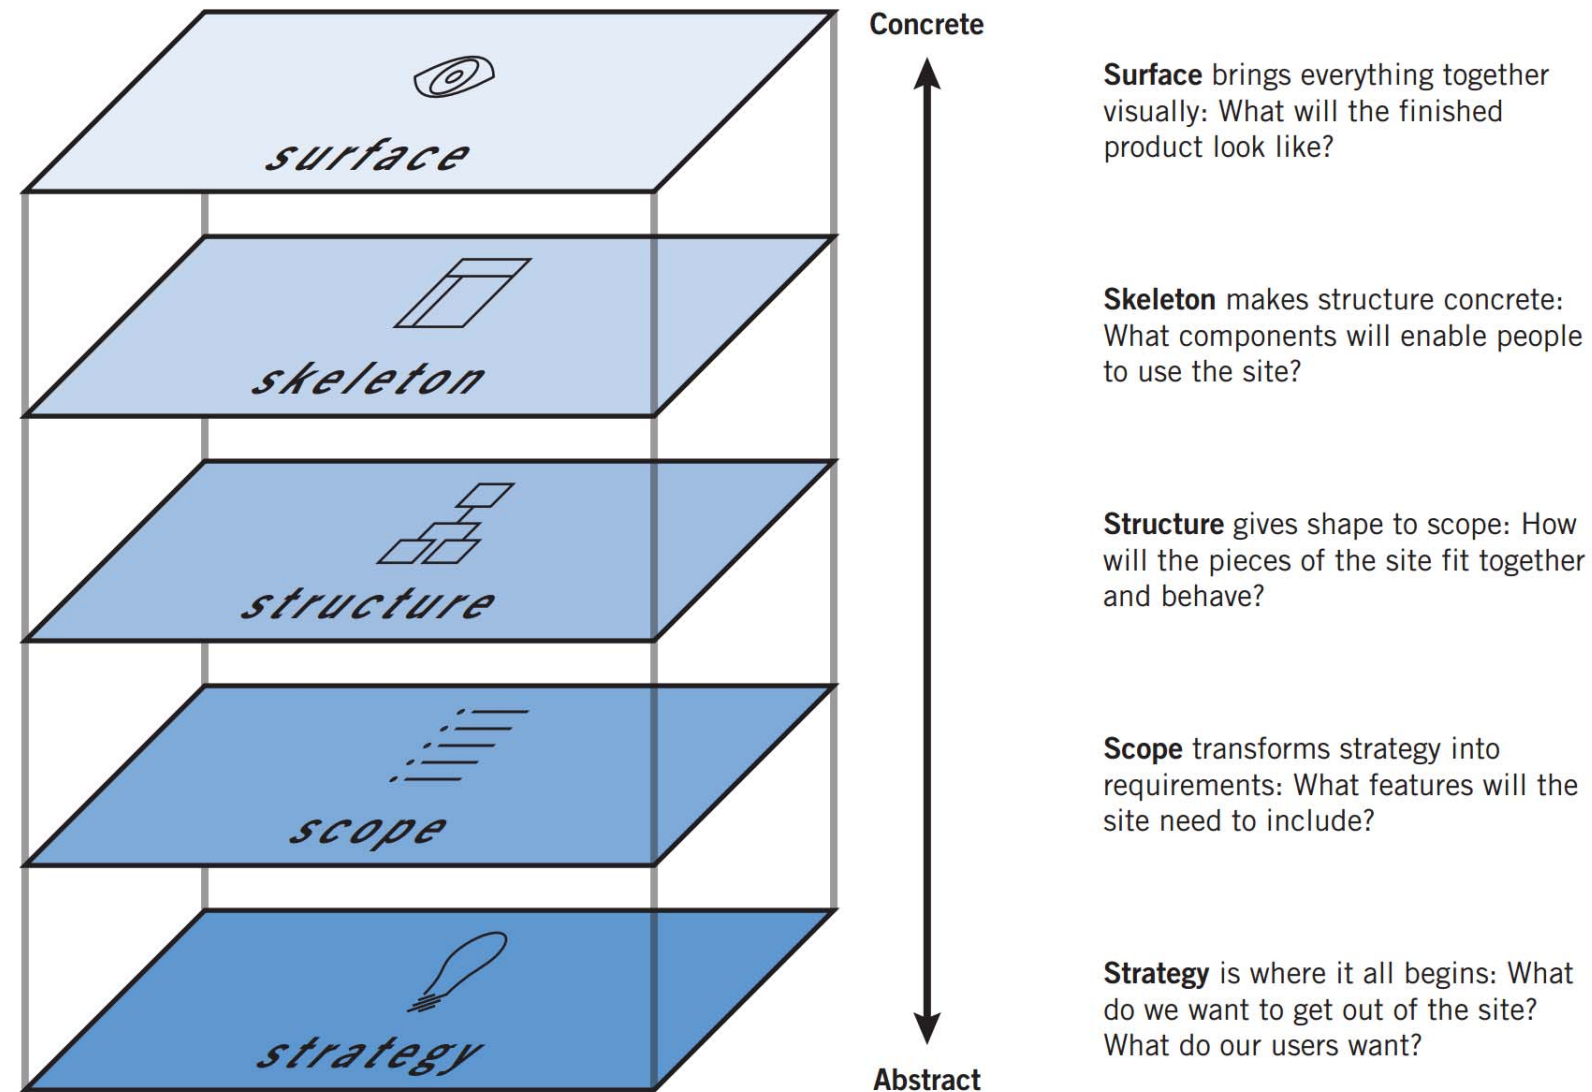 Concrete
surface
Surface brings everything together
visually: What will the finished
product look like?
skeleton
Skeleton makes structure concrete:
What components will enable people
to use the site?
structure
Structure gives shape to scope: How
will the pieces of the site fit together
and behave?
scope
Scope transforms strategy into
requirements: What features will the
site need to include?
strategy
Strategy is where it all begins: What
do we want to get out of the site?
What do our users want?
Abstract